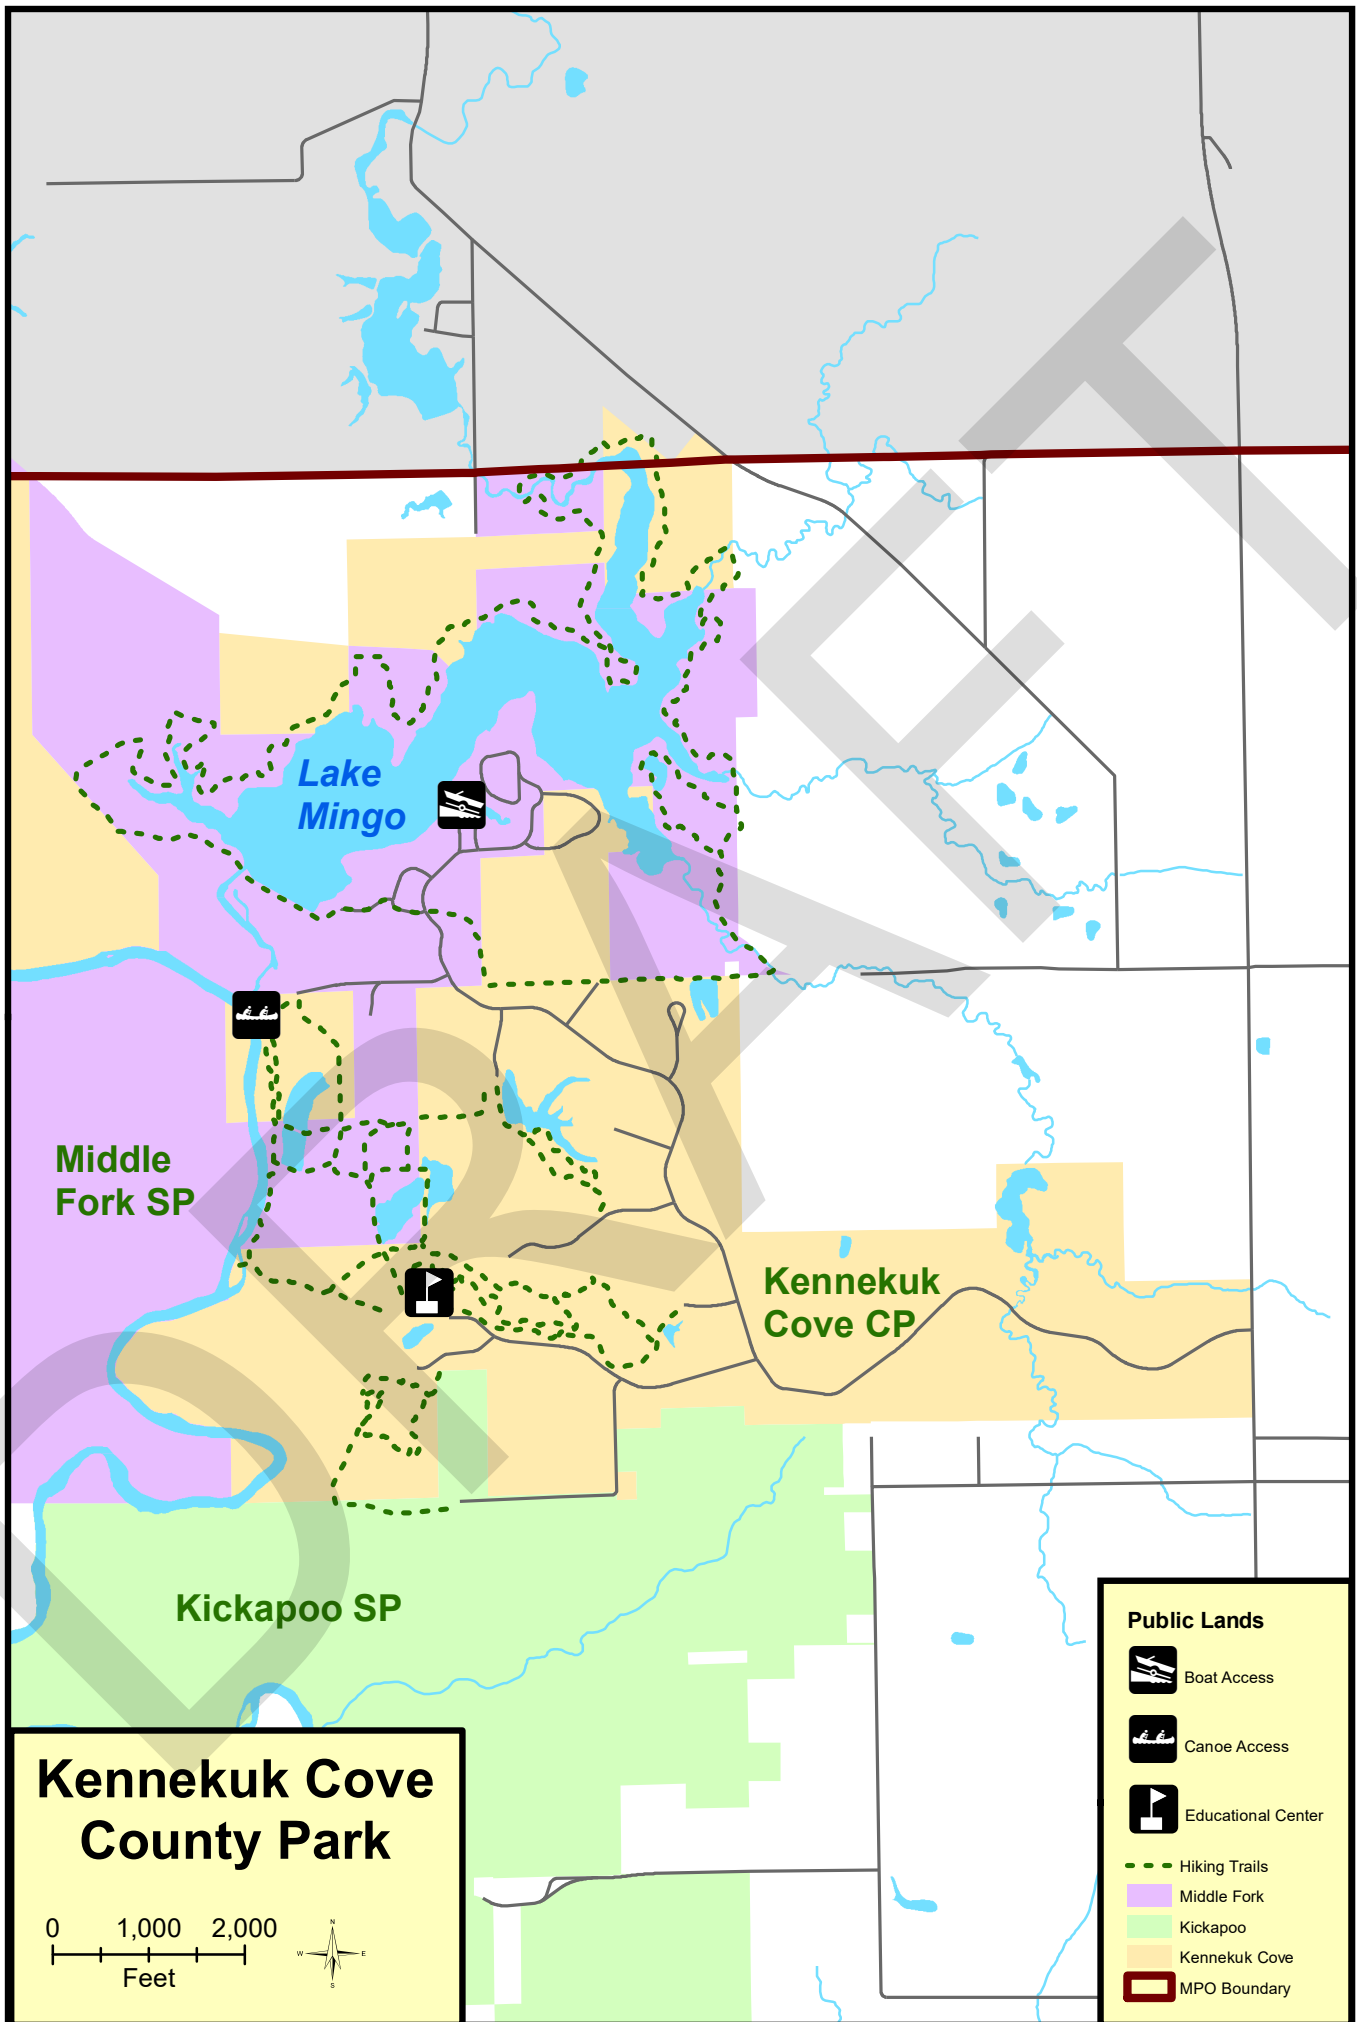 Lake
Mingo
Middle
Fork SP
Kennekuk
Cove CP
Kickapoo SP
DRAFT
Kennekuk Cove
County Park
0 1,000 2,000
Feet
N
W E
S
Public Lands
Boat Access
Canoe Access
Educational Center
Hiking Trails
Middle Fork
Kickapoo
Kennekuk Cove
MPO Boundary